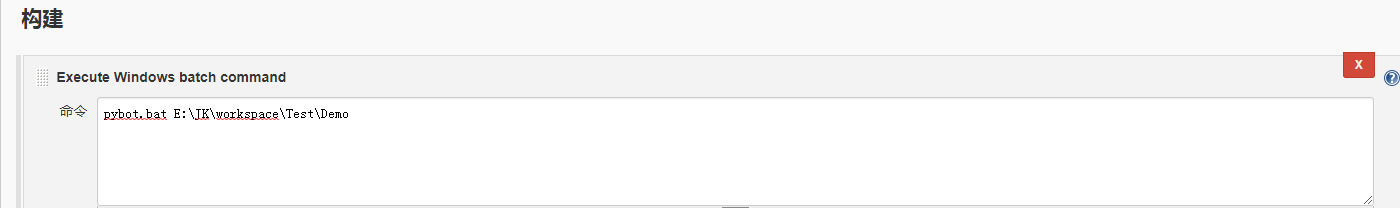 构建
Execute Windows batch command
X
命令
pybot.bat E:\JK\workspace\Test\Demo
?